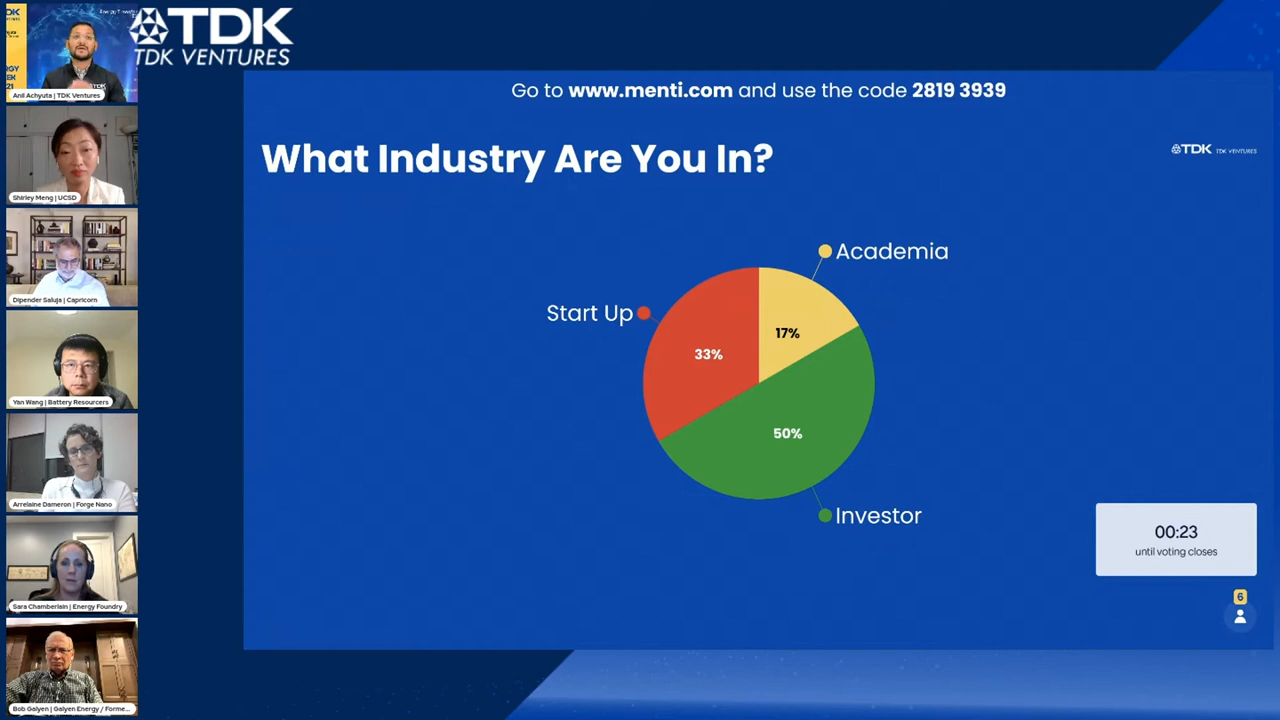 TDK
TDK VENTURES
Anil Achyuta | TDK Ventures
Shirley Meng | UCSD
Dipender Saluja | Capricorn
Yan Wang | Battery Resourcers
Arrelaine Dameron | Forge Nano
Sara Chamberlain | Energy Foundry
Bob Galyen | Galyen Energy / Forme...
Go to www.menti.com and use the code 2819 3939
What Industry Are You In?
TDK TDK VENTURES
Academia
Start Up
17%
33%
50%
Investor
00:23
until voting closes
6